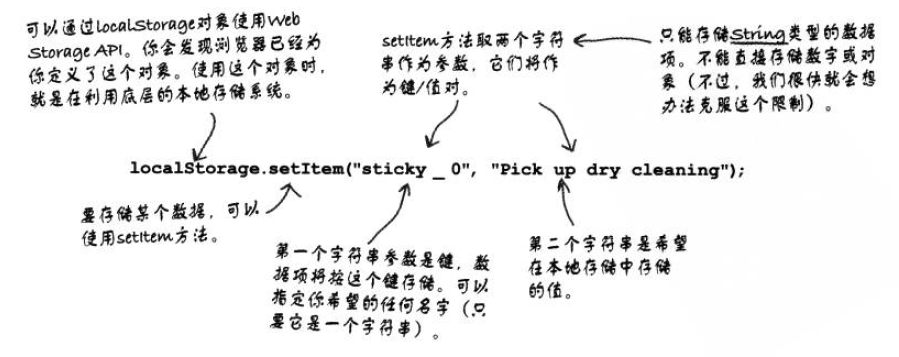 可以通过localStorage对象使用Web
Storage API。你会发现浏览器已经为
你定义了这个对象。使用这个对象时，
就是在利用底层的本地存储系统。
setItem方法取两个字符
串作为参数，它们将作
为键/值对。
只能存储String类型的数据
项。不能直接存储数字或对
象（不过，我们很快就会想
办法克服这个限制）。
localStorage.setItem("sticky_0", "Pick up dry cleaning");
要存储某个数据，可以
使用setItem方法。
第一个字符串参数是键，数
据项将按这个键存储。可以
指定你希望的任何名字（只
要它是一个字符串）。
第二个字符串是希望
在本地存储中存储
的值。